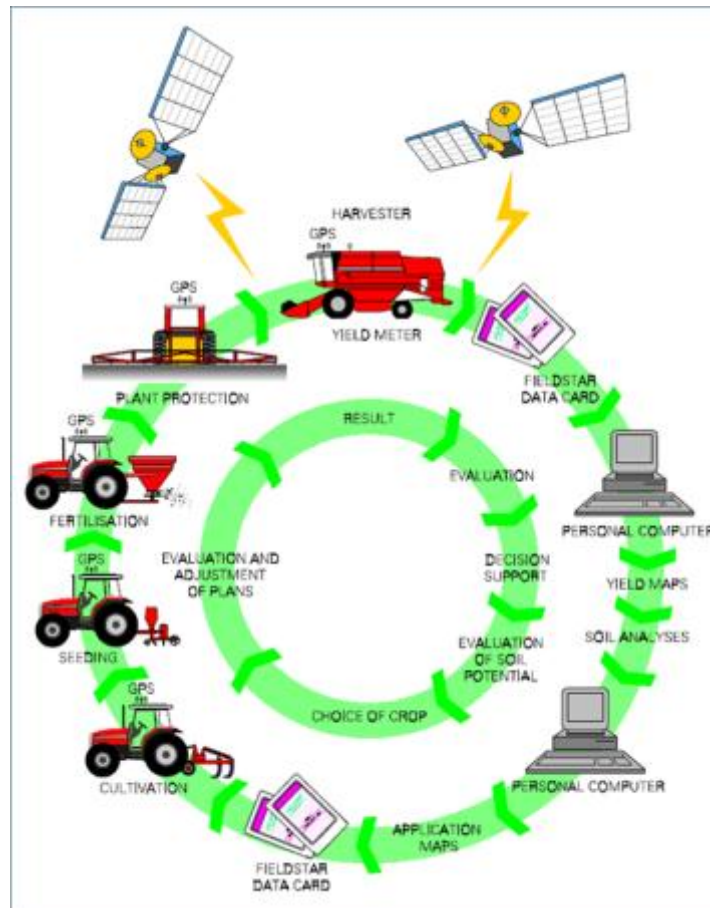 HARVESTER
GPS
YIELD METER
GPS
PLANT PROTECTION
FIELDSTAR
DATA CARD
RESULT
GPS
EVALUATION
FERTILISATION
PERSONAL COMPUTER
EVALUATION AND
ADJUSTMENT
OF PLANS
DECISION
SUPPORT
GPS
YIELD MAPS
SOIL ANALYSES
SEEDING
EVALUATION
OF SOIL
POTENTIAL
GPS
CHOICE OF CROP
CULTIVATION
PERSONAL COMPUTER
APPLICATION
MAPS
FIELDSTAR
DATA CARD